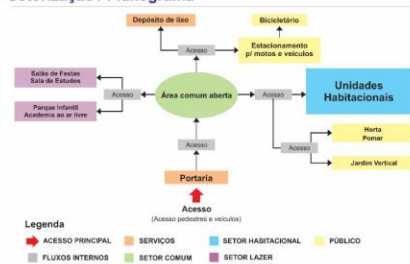 Setorização / Fluxograma
Depósito de lixo
Bicicletário
Acesso
Estacionamento
p/ motos e veículos
Salão de Festas
Sala de Estudos
Acesso
Área comum aberta
Acesso
Unidades
Habitacionais
Parque Infantil
Academia ao ar livre
Horta
Pomar
Acesso
Acesso
Jardim Vertical
Portaria
Acesso
(Acesso pedestres e veículos)
Legenda
ACESSO PRINCIPAL
SERVIÇOS
SETOR HABITACIONAL
PÚBLICO
FLUXOS INTERNOS
SETOR COMUM
SETOR LAZER